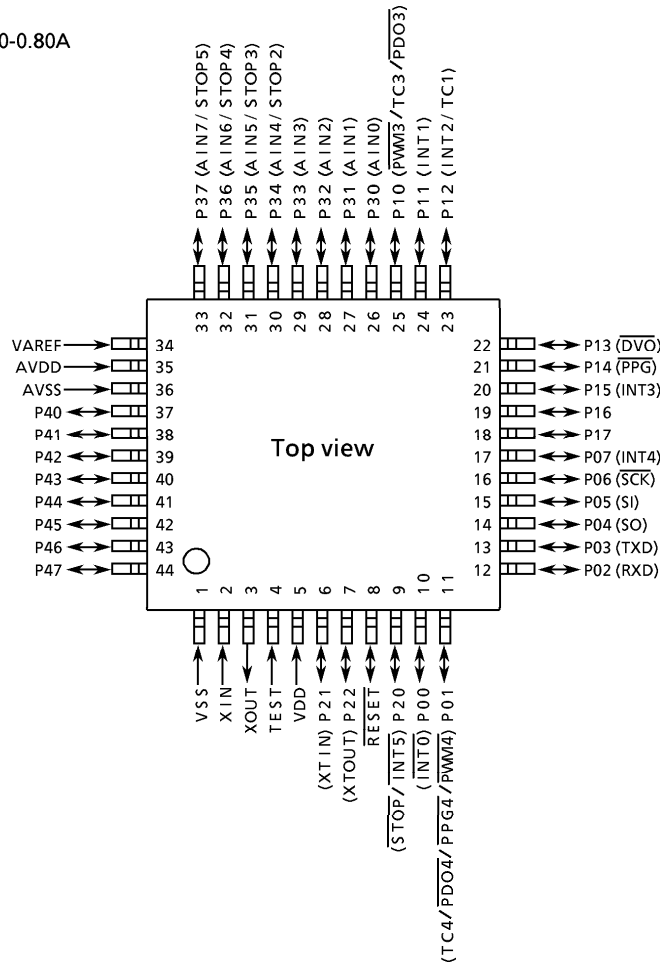 0-0.80A
P37 (AIN7/ STOP5)
P36 (AIN6/ STOP4)
P35 (AIN5/ STOP3)
P34 (AIN4/ STOP2)
P33 (AIN3)
P32 (AIN2)
P31 (AIN1)
P30 (AIN0)
P10 (PWM3/TC3/PDO3)
P11 (INT1)
P12 (INT2/ TC1)
33 32 31 30 29 28 27 26 25 24 23
VAREF 34
AVDD 35
AVSS 36
P40 37
P41 38
P42 39
P43 40
P44 41
P45 42
P46 43
P47 44
Top view
22 P13 (DVO)
21 P14 (PPG)
20 P15 (INT3)
19 P16
18 P17
17 P07 (INT4)
16 P06 (SCK)
15 P05 (SI)
14 P04 (SO)
13 P03 (TXD)
12 P02 (RXD)
1 2 3 4 5 6 7 8 9 10 11
VSS
XIN
XOUT
TEST
VDD
(XTIN) P21
(XTOUT) P22
RESET
(STOP/ INT5) P20
(INT0) P00
(TC4/PDO4/PPG4/PWM4) P01